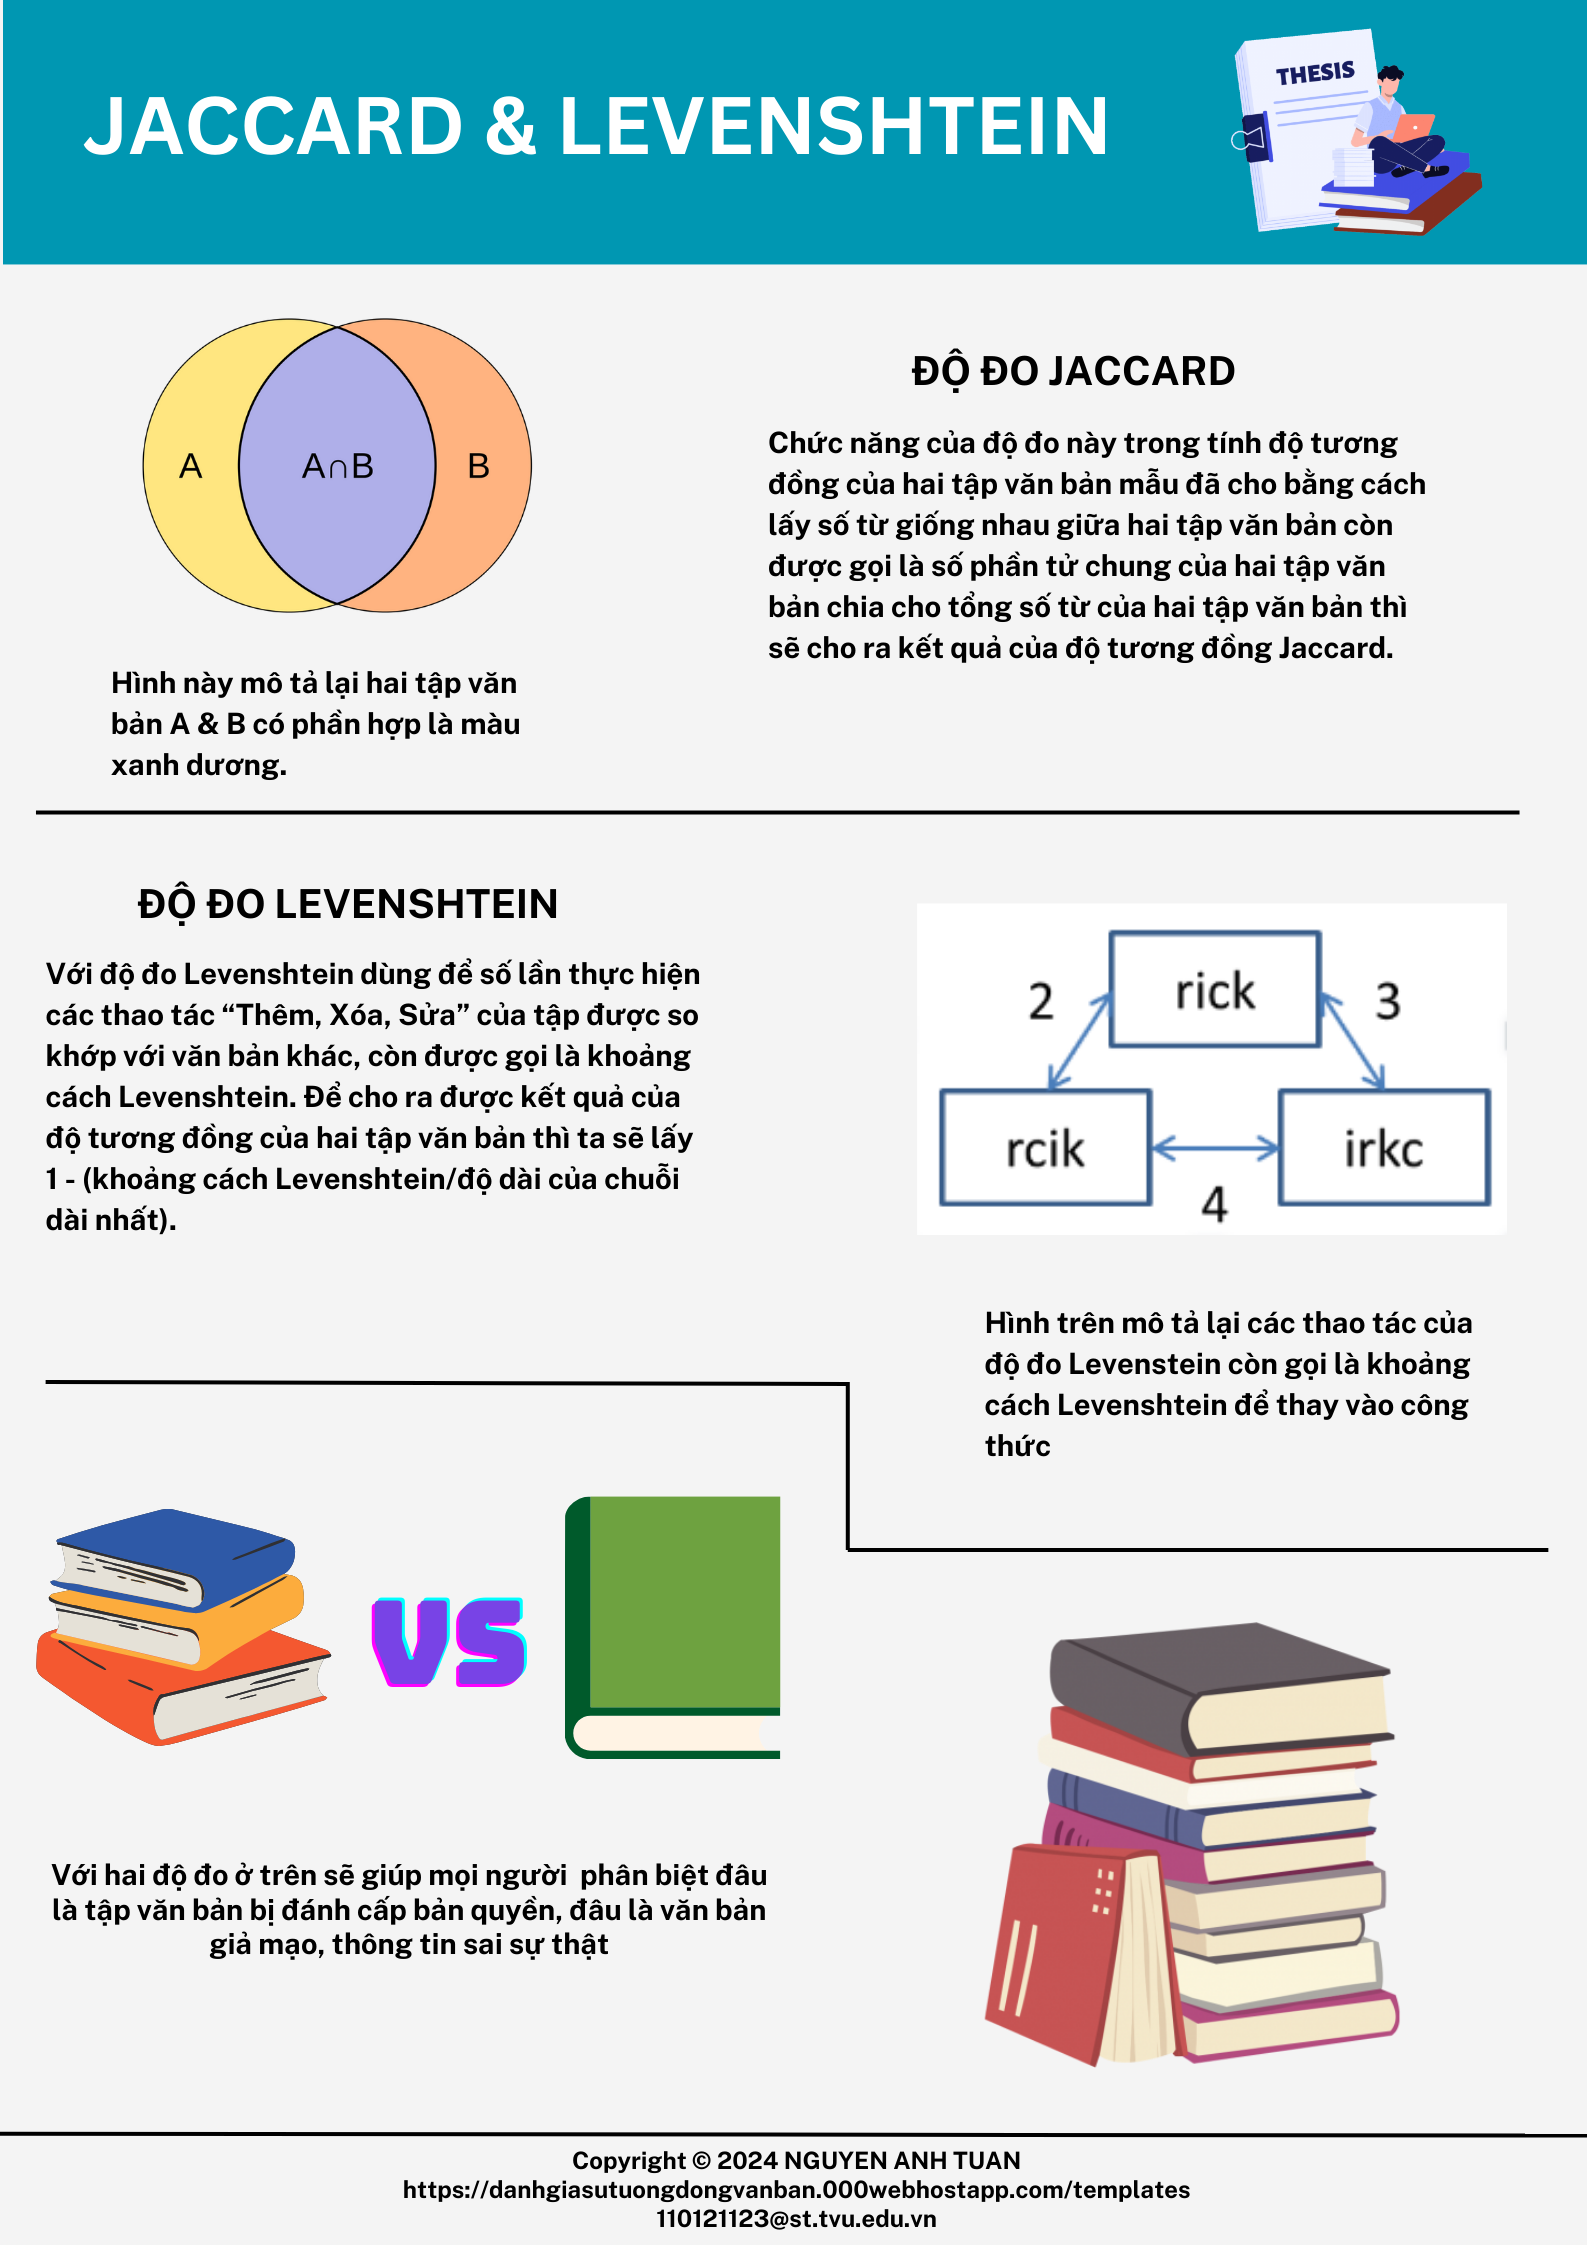 JACCARD & LEVENSHTEIN
THESIS
A
A∩B
B
Hình này mô tả lại hai tập văn
bản A & B có phần hợp là màu
xanh dương.
ĐỘ ĐO JACCARD
Chức năng của độ đo này trong tính độ tương
đồng của hai tập văn bản mẫu đã cho bằng cách
lấy số từ giống nhau giữa hai tập văn bản còn
được gọi là số phần tử chung của hai tập văn
bản chia cho tổng số từ của hai tập văn bản thì
sẽ cho ra kết quả của độ tương đồng Jaccard.
ĐỘ ĐO LEVENSHTEIN
Với độ đo Levenshtein dùng để số lần thực hiện
các thao tác “Thêm, Xóa, Sửa” của tập được so
khớp với văn bản khác, còn được gọi là khoảng
cách Levenshtein. Để cho ra được kết quả của
độ tương đồng của hai tập văn bản thì ta sẽ lấy
1 - (khoảng cách Levenshtein/độ dài của chuỗi
dài nhất).
rick
2
3
rcik
irkc
4
Hình trên mô tả lại các thao tác của
độ đo Levenstein còn gọi là khoảng
cách Levenshtein để thay vào công
thức
VS
Với hai độ đo ở trên sẽ giúp mọi người  phân biệt đâu
là tập văn bản bị đánh cấp bản quyền, đâu là văn bản
giả mạo, thông tin sai sự thật
Copyright © 2024 NGUYEN ANH TUAN
https://danhgiasutuongdongvanban.000webhostapp.com/templates
110121123@st.tvu.edu.vn